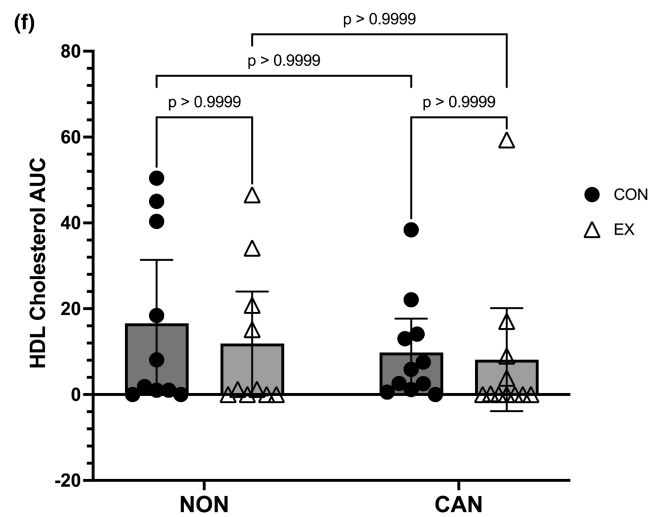 (f)
p > 0.9999
p > 0.9999
p > 0.9999
p > 0.9999
80
60
40
20
0
-20
HDL Cholesterol AUC
NON
CAN
CON
EX